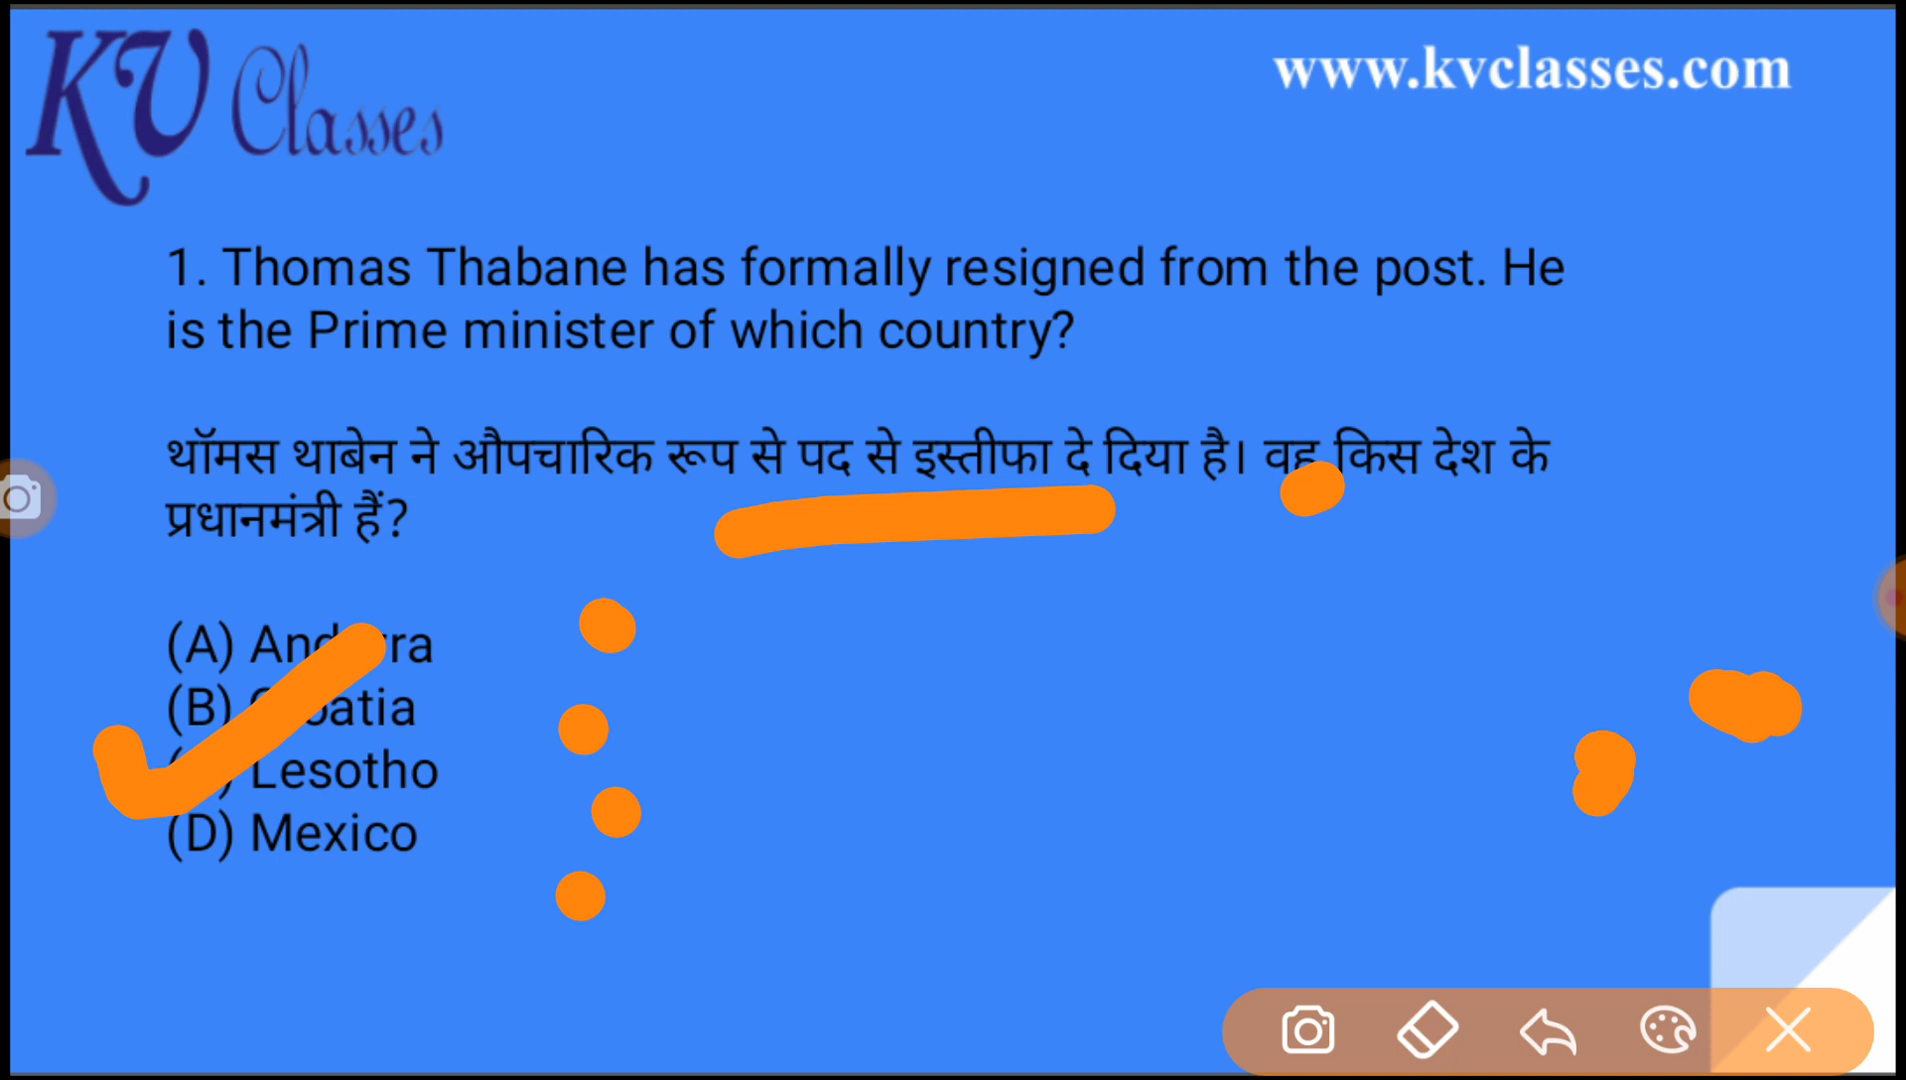 KV Classes
www.kvclasses.com
1. Thomas Thabane has formally resigned from the post. He
is the Prime minister of which country?
थॉमस थाबेन ने औपचारिक रूप से पद से इस्तीफा दे दिया है। वह किस देश के
प्रधानमंत्री हैं?
(A)
(B)
Lesotho
(D) Mexico